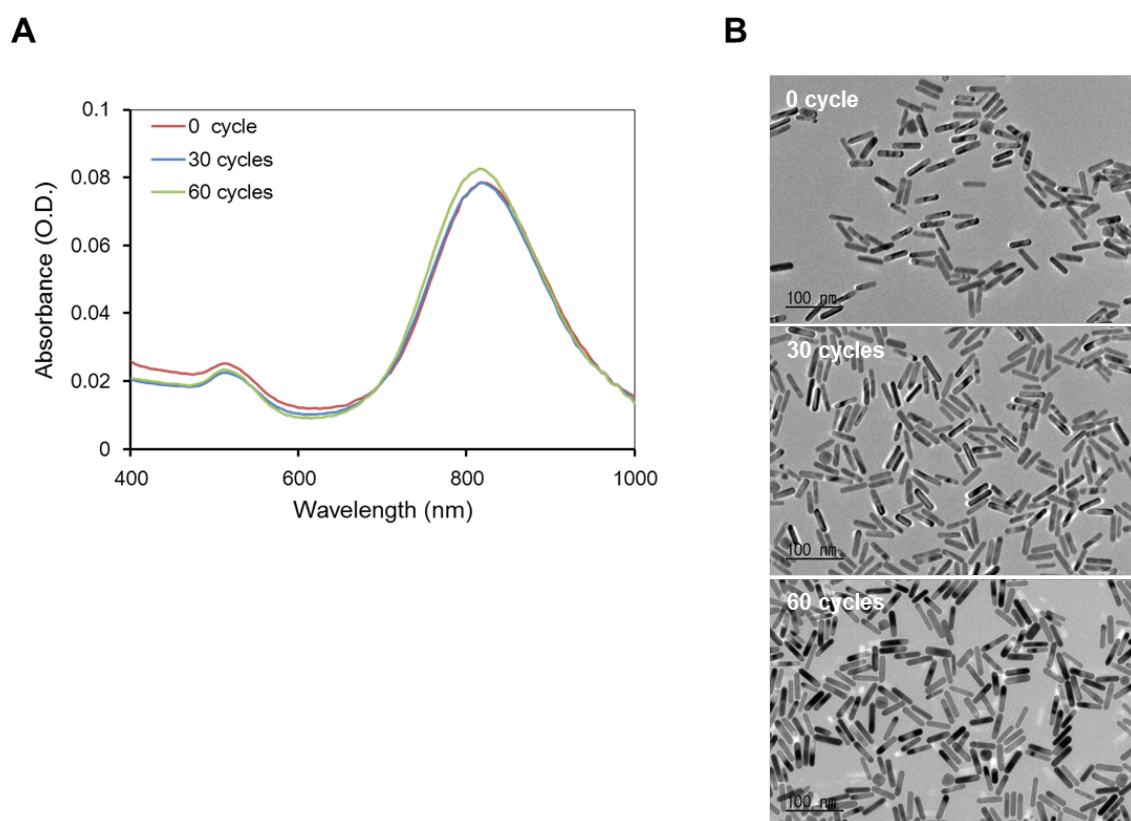 A
B
0.1
0.08
0.06
0.04
0.02
0
400
600
800
1000
Absorbance (O.D.)
Wavelength (nm)
0 cycle
30 cycles
60 cycles
0 cycle
100 nm
30 cycles
100 nm
60 cycles
100 nm